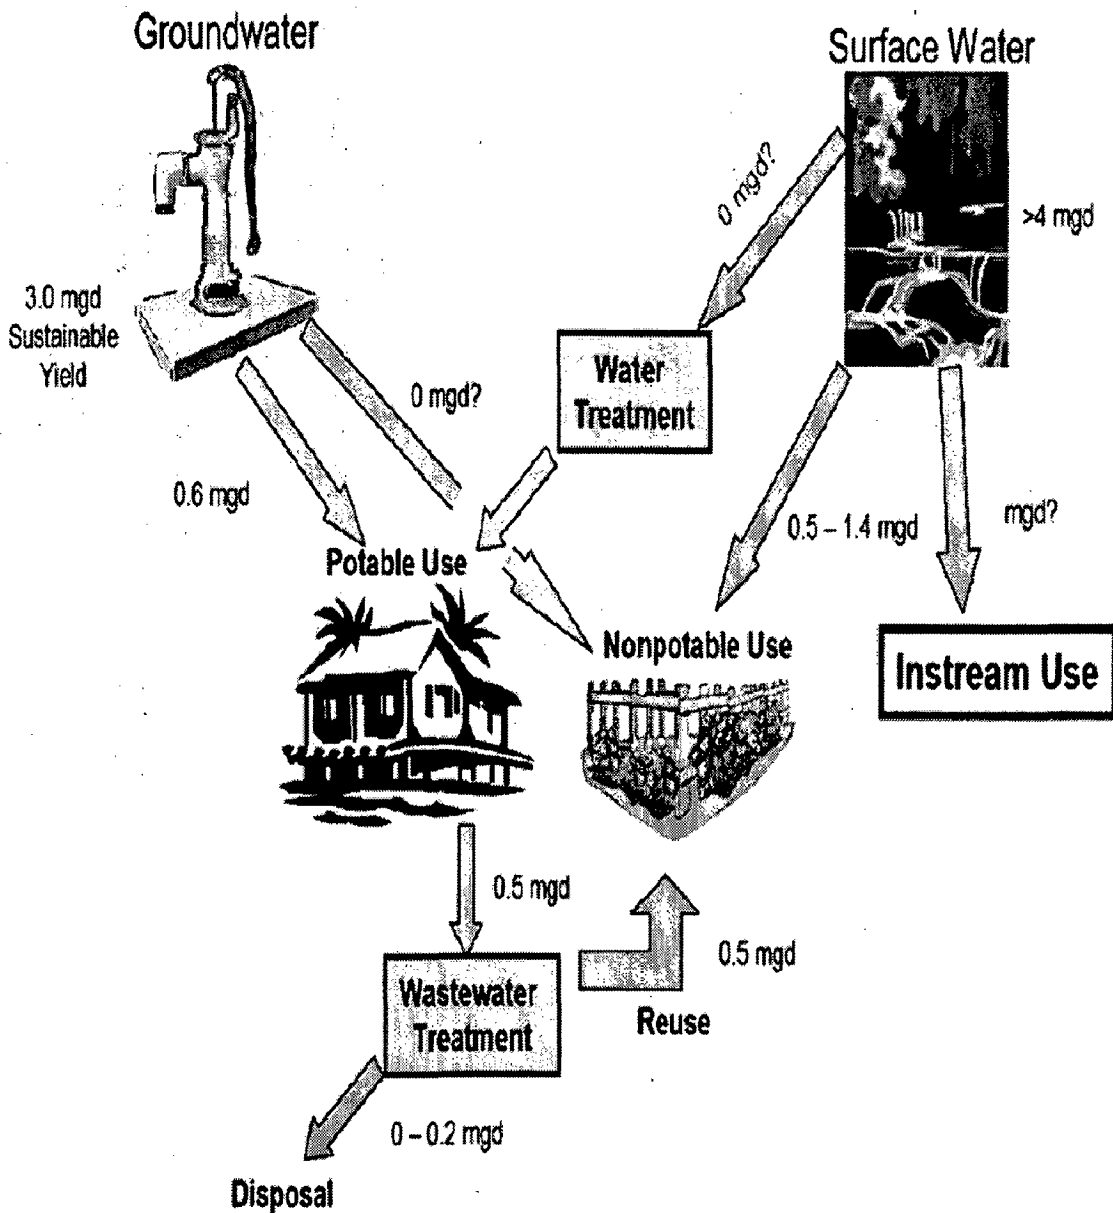 Groundwater
Surface Water
0 mgd?
>4 mgd
3.0 mgd
Sustainable
Yield
Water
Treatment
0 mgd?
0.6 mgd
0.5 – 1.4 mgd
mgd?
Potable Use
Nonpotable Use
Instream Use
0.5 mgd
0.5 mgd
Wastewater
Treatment
Reuse
0 – 0.2 mgd
Disposal